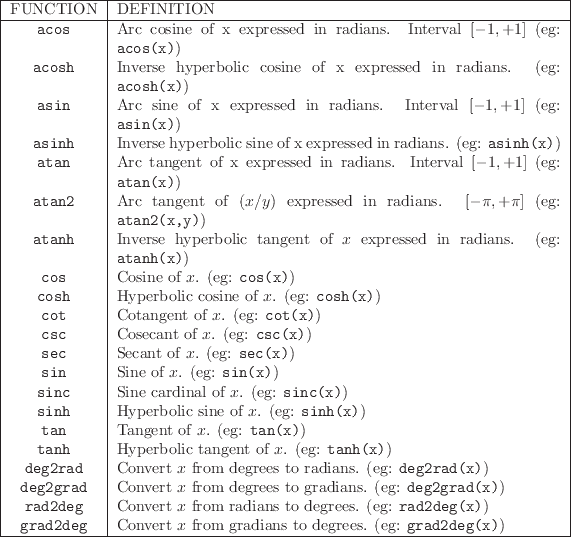 FUNCTION DEFINITION
acos Arc cosine of x expressed in radians. Interval [−1, +1] (eg:
acos(x))
acosh Inverse hyperbolic cosine of x expressed in radians. (eg:
acosh(x))
asin Arc sine of x expressed in radians. Interval [−1, +1] (eg:
asin(x))
asinh Inverse hyperbolic sine of x expressed in radians. (eg: asinh(x))
atan Arc tangent of x expressed in radians. Interval [−1, +1] (eg:
atan(x))
atan2 Arc tangent of (x/y) expressed in radians. [−π, +π] (eg:
atan2(x,y))
atanh Inverse hyperbolic tangent of x expressed in radians. (eg:
atanh(x))
cos Cosine of x. (eg: cos(x))
cosh Hyperbolic cosine of x. (eg: cosh(x))
cot Cotangent of x. (eg: cot(x))
csc Cosecant of x. (eg: csc(x))
sec Secant of x. (eg: sec(x))
sin Sine of x. (eg: sin(x))
sinc Sine cardinal of x. (eg: sinc(x))
sinh Hyperbolic sine of x. (eg: sinh(x))
tan Tangent of x. (eg: tan(x))
tanh Hyperbolic tangent of x. (eg: tanh(x))
deg2rad Convert x from degrees to radians. (eg: deg2rad(x))
deg2grad Convert x from degrees to gradians. (eg: deg2grad(x))
rad2deg Convert x from radians to degrees. (eg: rad2deg(x))
grad2deg Convert x from gradians to degrees. (eg: grad2deg(x))